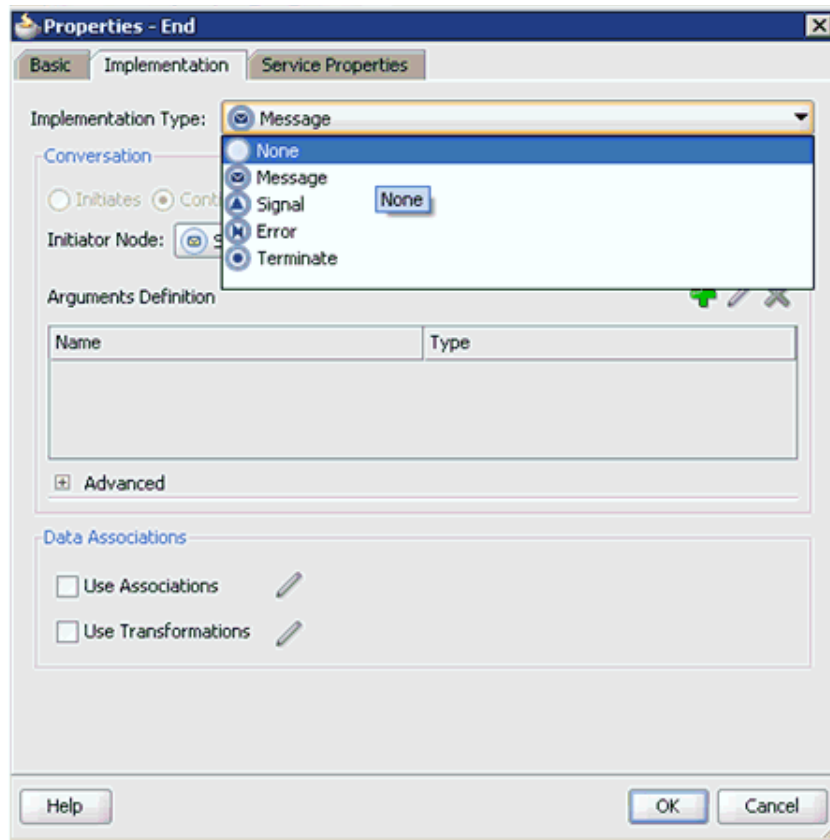 Properties - End
Basic Implementation Service Properties
Implementation Type: Message
Conversation
None
Message
Initiates Conti
Signal None
Initiator Node: S
Error
Terminate
Arguments Definition
Name Type
Advanced
Data Associations
Use Associations
Use Transformations
Help OK Cancel